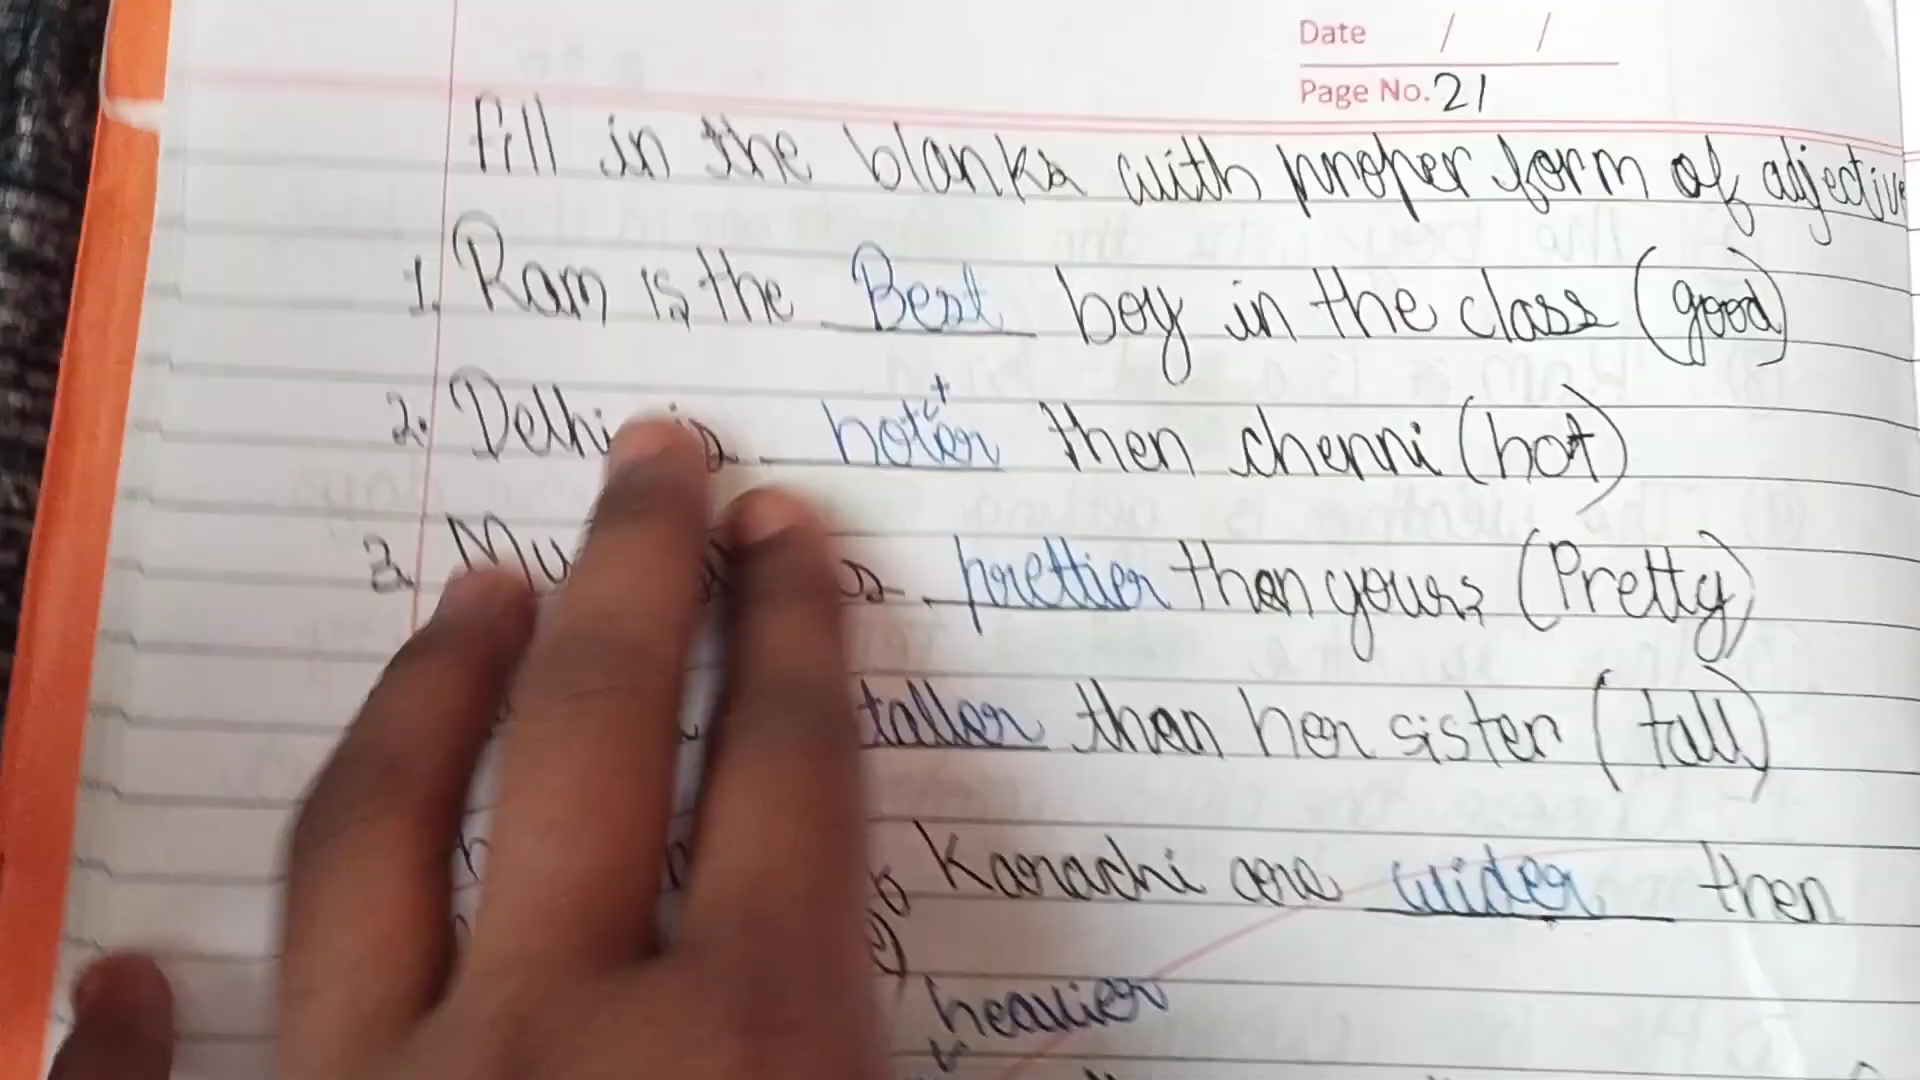 Date / /
Page No. 21
Fill in the blanks with proper form of adjective
1. Ram is the Best boy in the class (good)
2. Delhi is hotter then chenni (hot)
3. prettier than yours (Pretty)
taller than her sister (tall)
Karachi are wider then
heavier